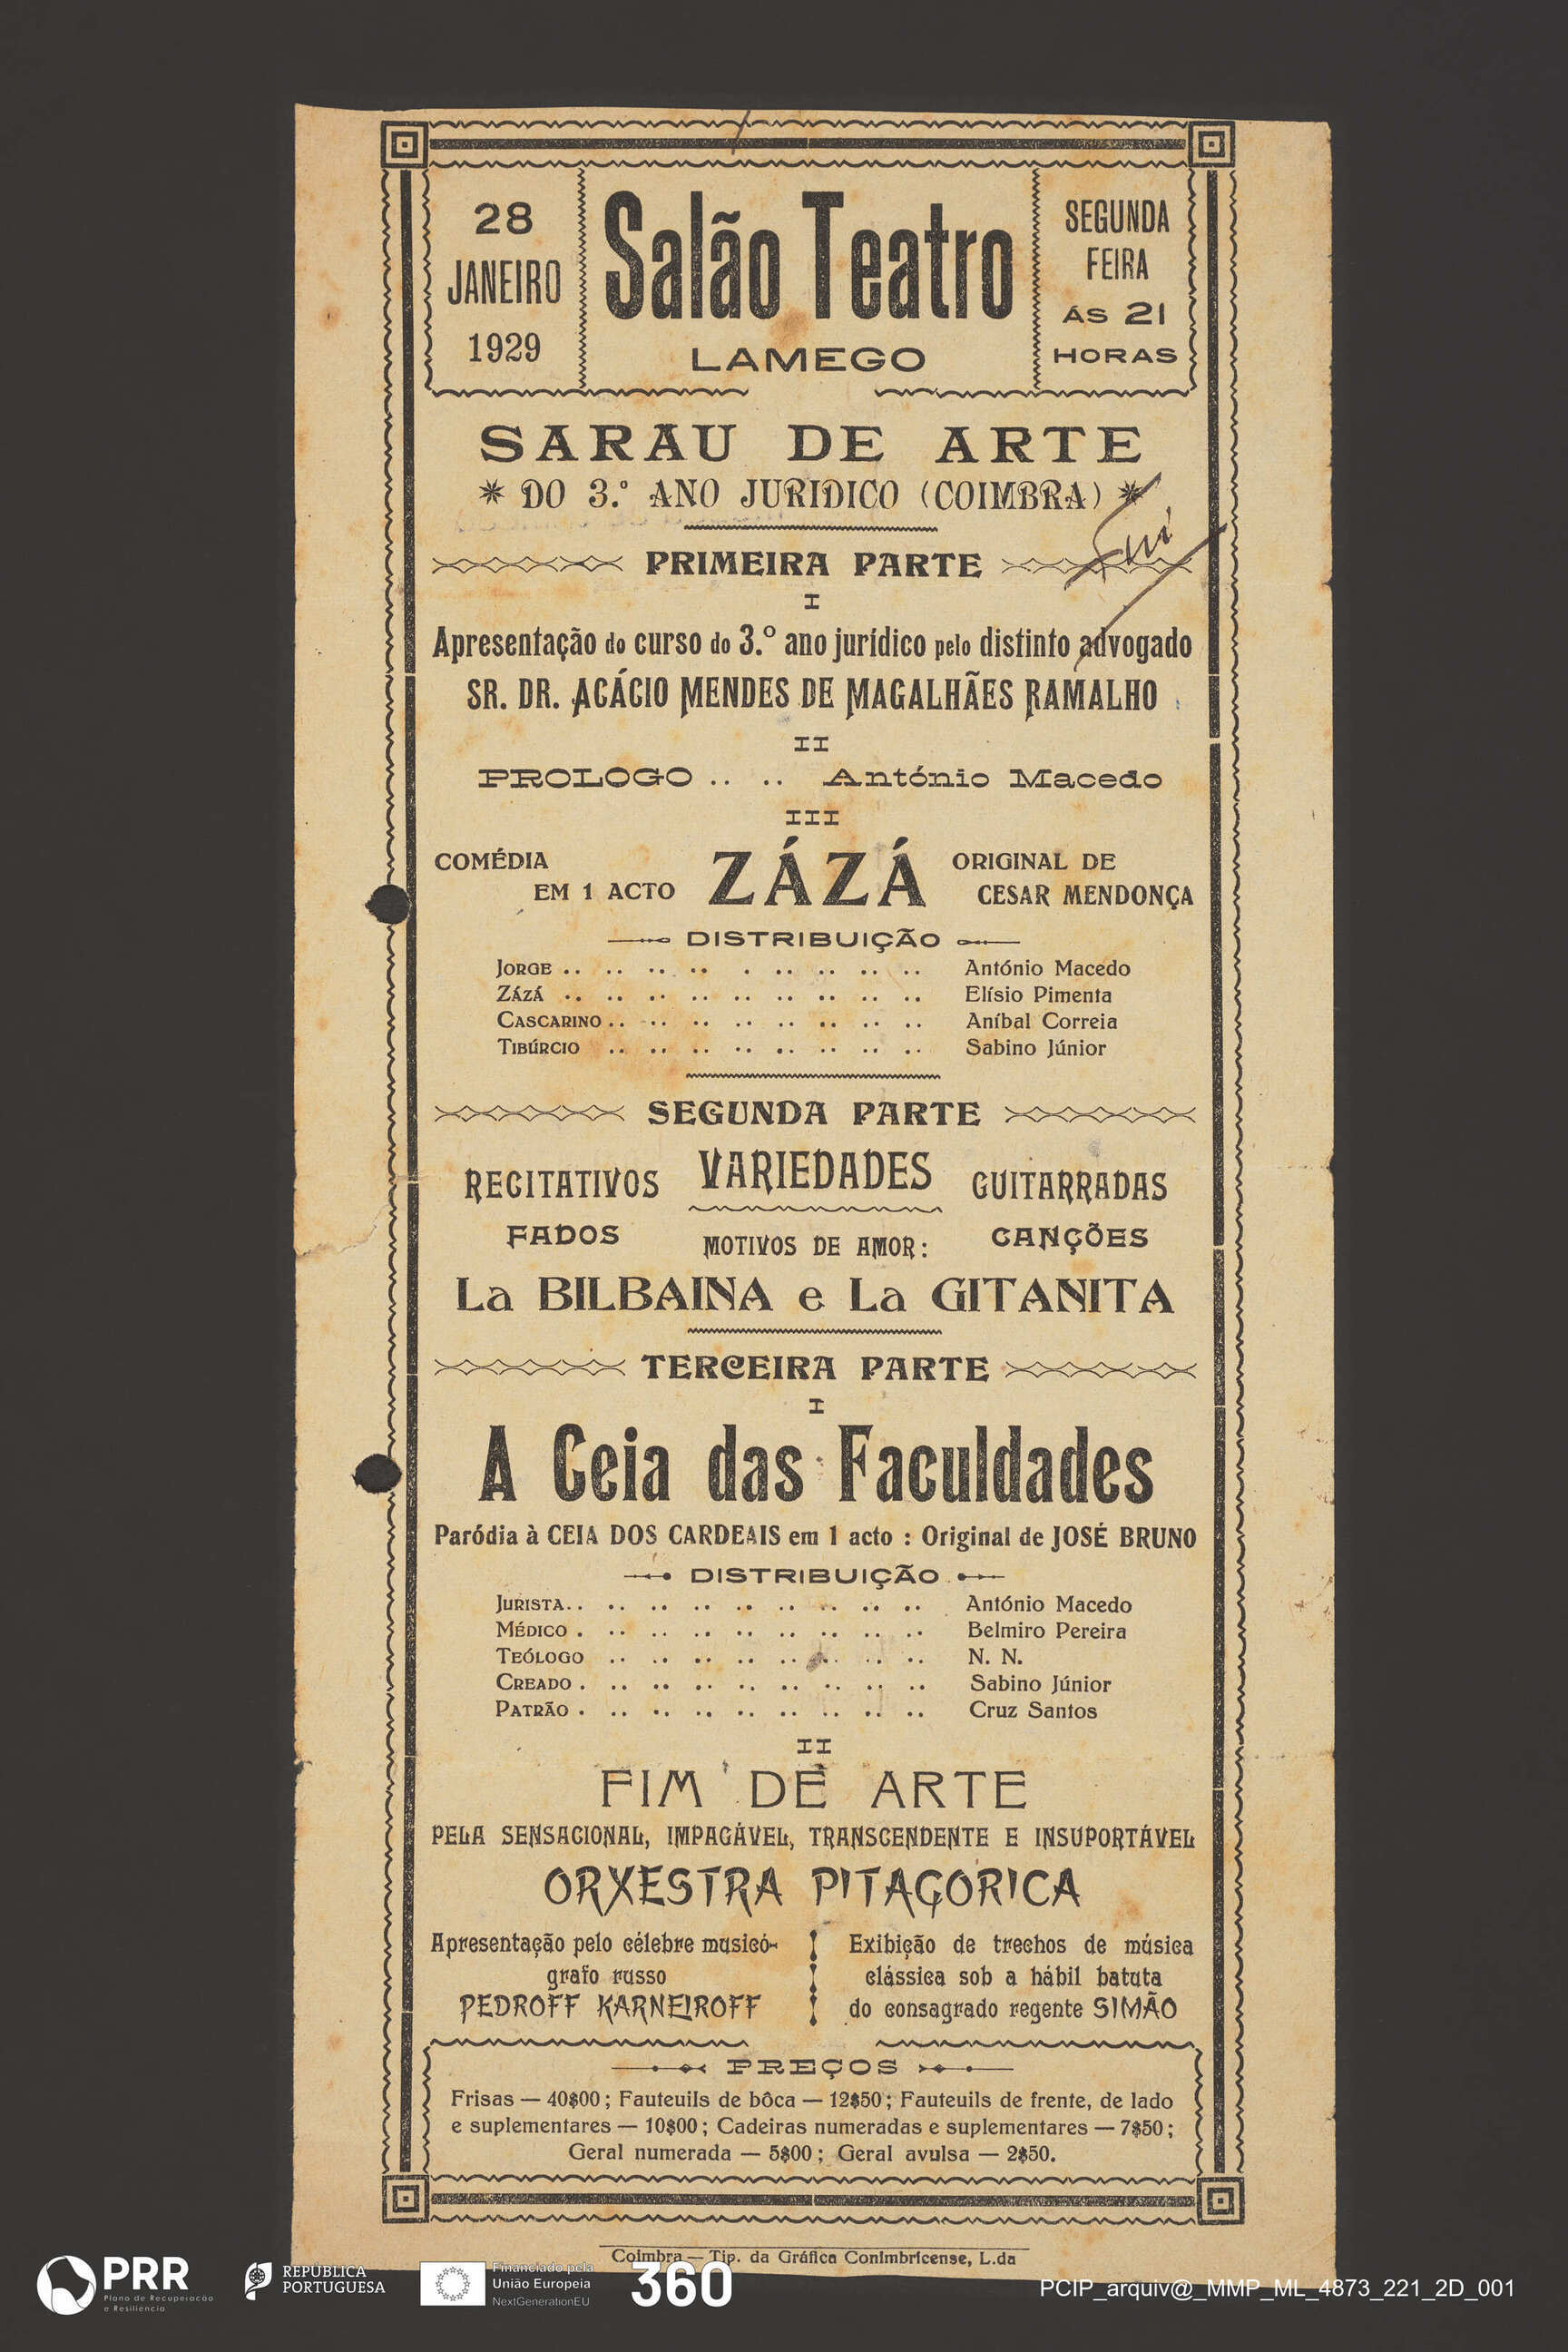 28
JANEIRO
1929
Salão Teatro
LAMEGO
SEGUNDA
FEIRA
ÁS 21
HORAS
SARAU DE ARTE
* DO 3.º ANO JURIDICO (COIMBRA) *
PRIMEIRA PARTE
I
Apresentação do curso do 3.º ano jurídico pelo distinto advogado
SR. DR. ACÁCIO MENDES DE MAGALHÃES RAMALHO
II
PROLOGO .. .. António Macedo
III
COMÉDIA
EM 1 ACTO
ZÁZÁ
ORIGINAL DE
CESAR MENDONÇA
DISTRIBUIÇÃO
JORGE .. .. .. .. . .. .. .. .. António Macedo
ZÁZÁ .. .. .. .. .. .. .. .. .. Elísio Pimenta
CASCARINO .. .. .. .. .. .. .. .. Aníbal Correia
TIBÚRCIO .. .. .. .. .. .. .. .. Sabino Júnior
SEGUNDA PARTE
RECITATIVOS VARIEDADES GUITARRADAS
FADOS MOTIVOS DE AMOR: CANÇÕES
La BILBAINA e La GITANITA
TERCEIRA PARTE
I
A Ceia das Faculdades
Paródia à CEIA DOS CARDEAIS em 1 acto : Original de JOSÉ BRUNO
DISTRIBUIÇÃO
JURISTA .. .. .. .. .. .. .. .. .. António Macedo
MÉDICO . .. .. .. .. .. .. .. .. Belmiro Pereira
TEÓLOGO .. .. .. .. .. .. .. .. N. N.
CREADO . .. .. .. .. .. .. .. .. Sabino Júnior
PATRÃO . .. .. .. .. .. .. .. .. Cruz Santos
II
FIM DE ARTE
PELA SENSACIONAL, IMPAGÁVEL, TRANSCENDENTE E INSUPORTÁVEL
ORXESTRA PITAGORICA
Apresentação pelo célebre musicó-
grafo russo
PEDROFF KARNEIROFF
Exibição de trechos de música
clássica sob a hábil batuta
do consagrado regente SIMÃO
PREÇOS
Frisas — 40$00; Fauteuils de bôca — 12$50; Fauteuils de frente, de lado
e suplementares — 10$00; Cadeiras numeradas e suplementares — 7$50;
Geral numerada — 5$00; Geral avulsa — 2$50.
Coimbra — Tip. da Gráfica Conimbricense, L.da
PRR
Plano de Recuperação
e Resiliência
REPÚBLICA
PORTUGUESA
Financiado pela
União Europeia
NextGenerationEU
360
PCIP_arquiv@_MMP_ML_4873_221_2D_001